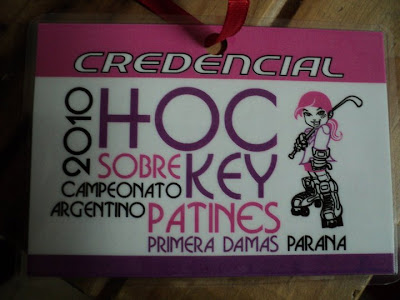 CREDENCIAL
2010
HOC
SOBRE KEY
CAMPEONATO
ARGENTINO PATINES
PRIMERA DAMAS PARANA